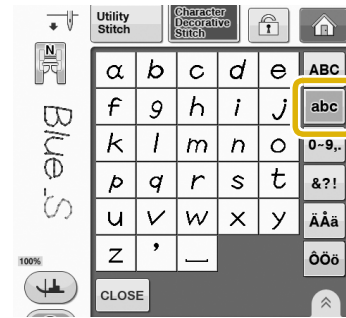 Utility Stitch
Character Decorative Stitch
N
Blue_S
100%
a b c d e
f g h i j
k l m n o
p q r s t
u v w x y
z ' _
ABC
abc
0~9,.
&?!
ÄÅä
ÔÖö
CLOSE